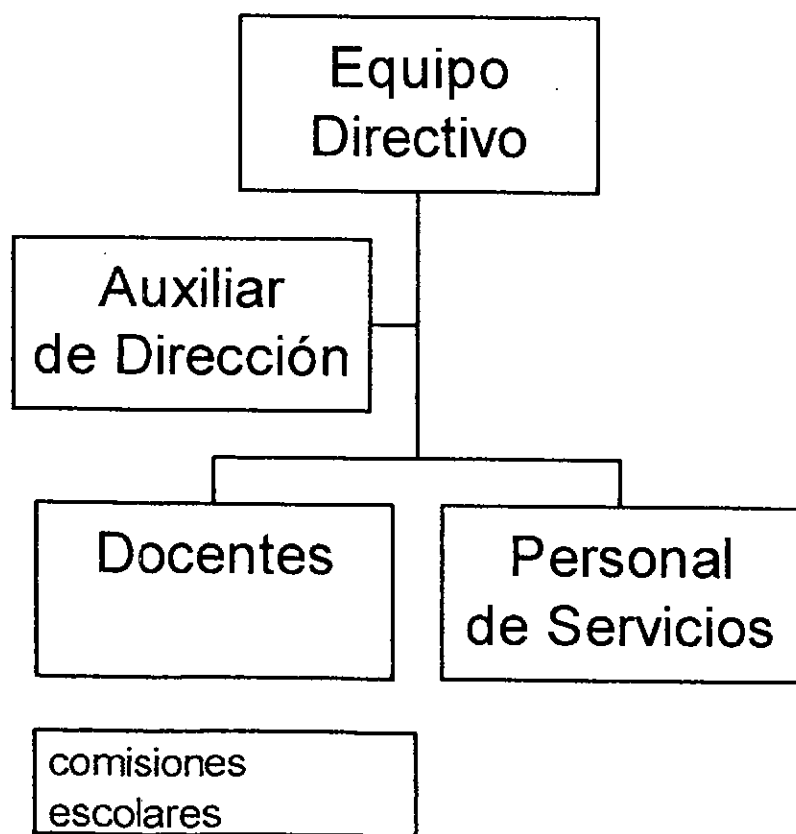 Equipo
Directivo
Auxiliar
de Dirección
Docentes
Personal
de Servicios
comisiones
escolares